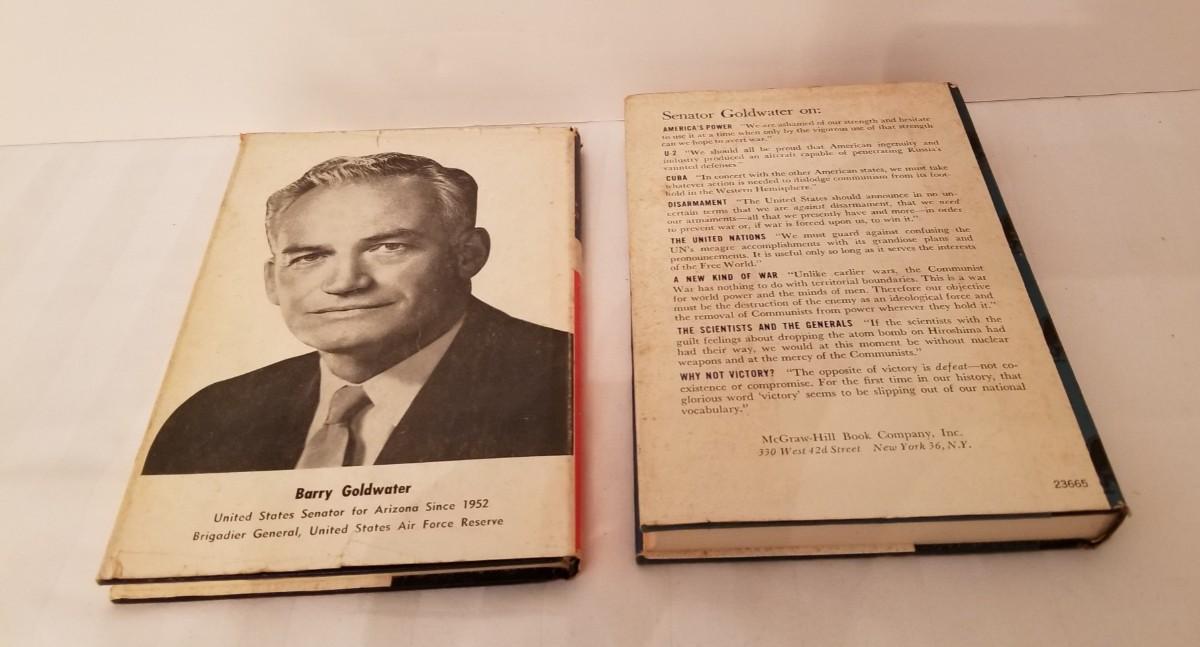 Barry Goldwater
United States Senator for Arizona Since 1952
Brigadier General, United States Air Force Reserve
Senator Goldwater on:
AMERICA'S POWER "We are ashamed of our strength and hesitate
to use it at a time when only by the vigorous use of that strength
can we hope to avert war."
U-2 "We should all be proud that American ingenuity and
industry produced an aircraft capable of penetrating Russia's
vaunted defenses"
CUBA "In concert with the other American states, we must take
whatever action is needed to dislodge communism from its foot-
hold in the Western Hemisphere."
DISARMAMENT "The United States should announce in no un-
certain terms that we are against disarmament, that we need
our armaments—all that we presently have and more—in order
to prevent war or, if war is forced upon us, to win it."
THE UNITED NATIONS "We must guard against confusing the
UN's meagre accomplishments with its grandiose plans and
pronouncements. It is useful only so long as it serves the interests
of the Free World."
A NEW KIND OF WAR "Unlike earlier wars, the Communist
War has nothing to do with territorial boundaries. This is a war
for world power and the minds of men. Therefore our objective
must be the destruction of the enemy as an ideological force and
the removal of Communists from power wherever they hold it."
THE SCIENTISTS AND THE GENERALS "If the scientists with the
guilt feelings about dropping the atom bomb on Hiroshima had
had their way, we would at this moment be without nuclear
weapons and at the mercy of the Communists."
WHY NOT VICTORY? "The opposite of victory is defeat—not co-
existence or compromise. For the first time in our history, that
glorious word 'victory' seems to be slipping out of our national
vocabulary."
McGraw-Hill Book Company, Inc.
330 West 42d Street New York 36, N.Y.
23665